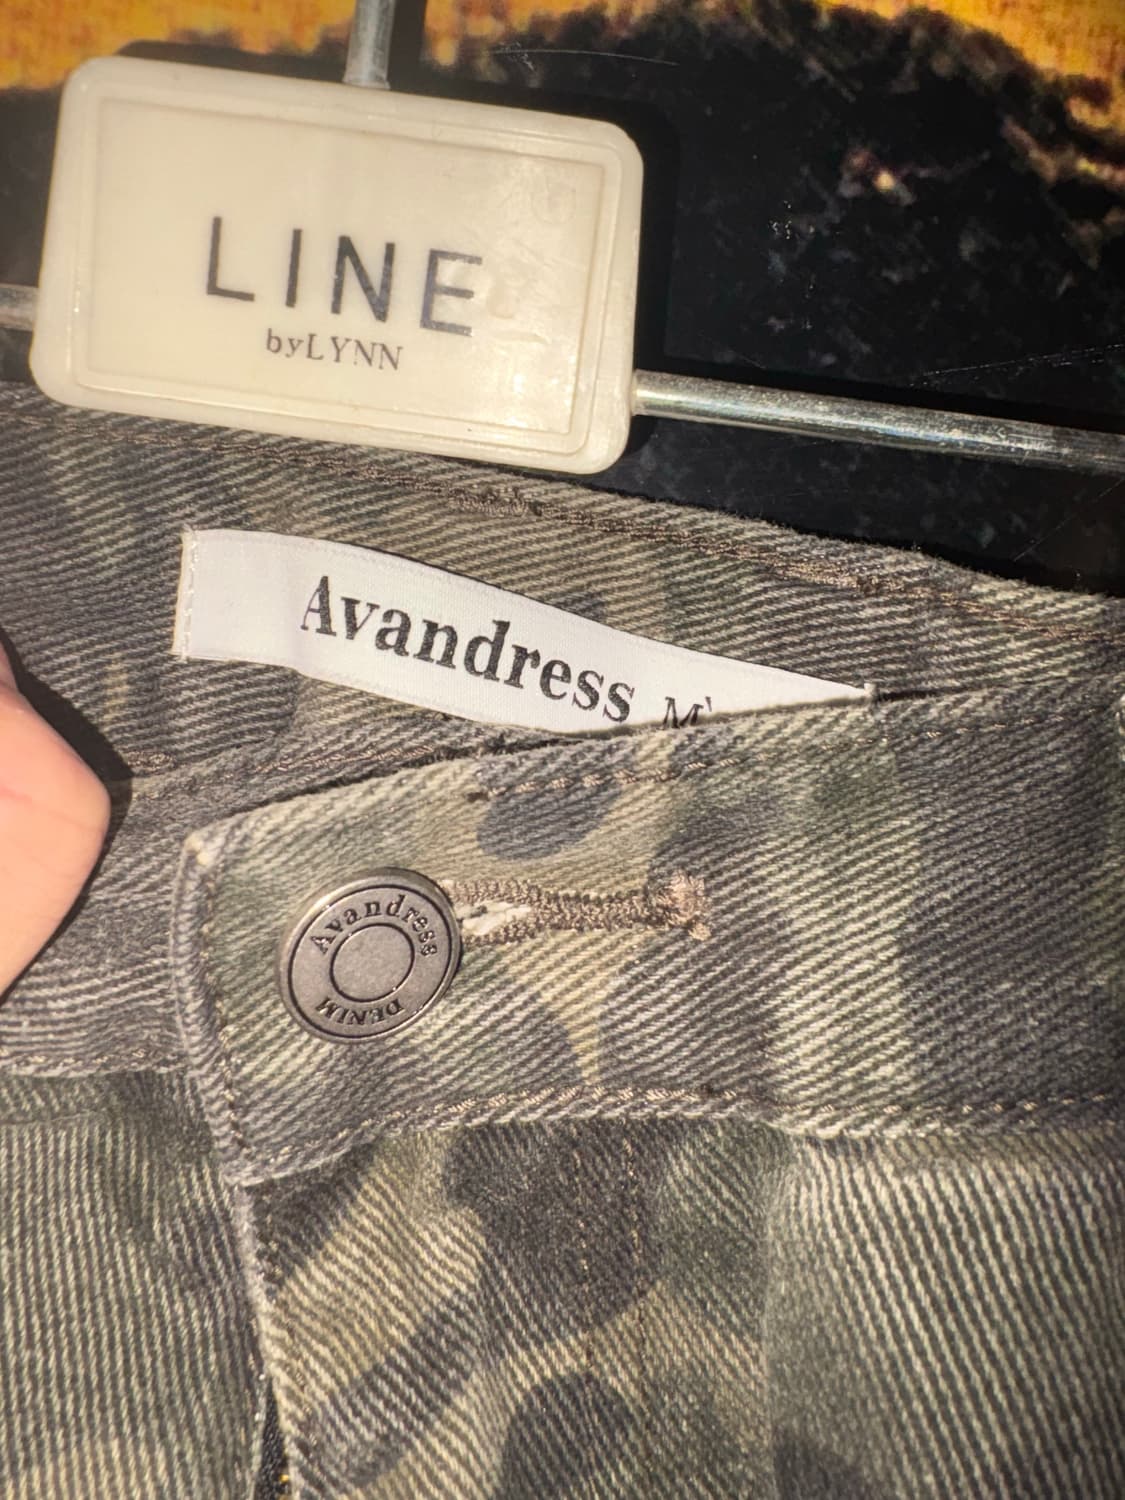 LINE
byLYNN
Avandress M
Avandress
DENIM